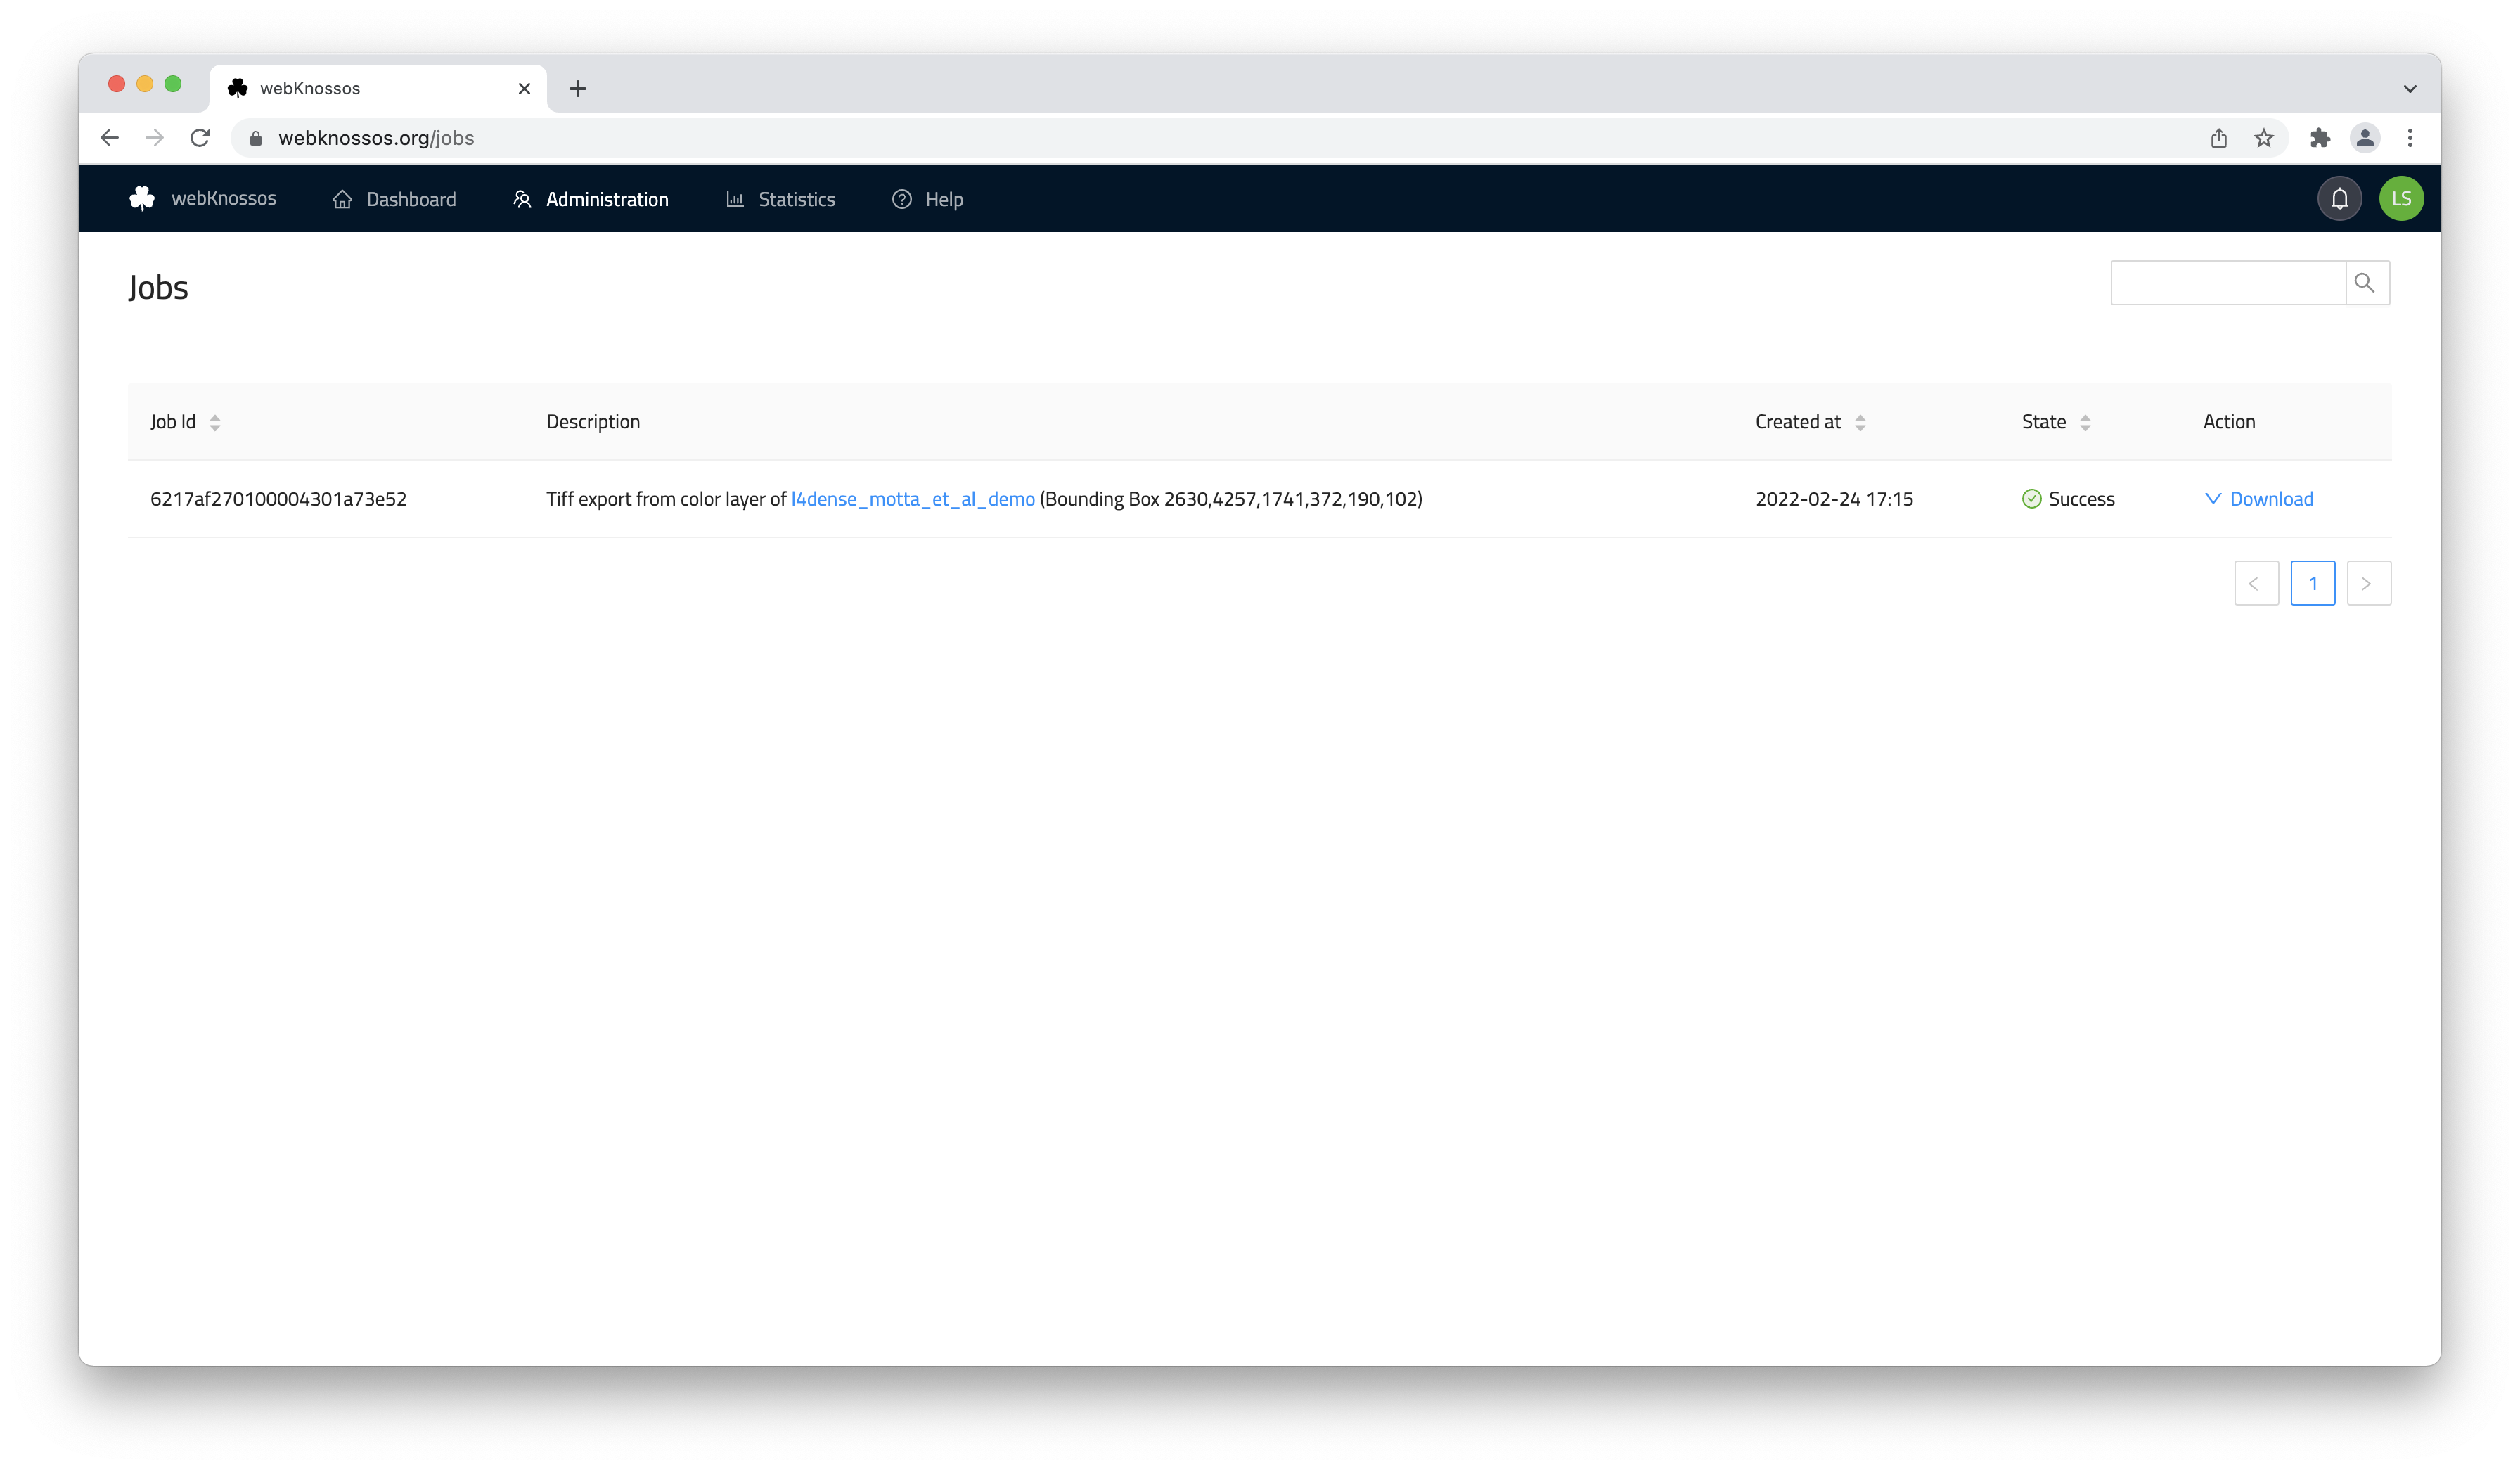 webKnossos
webknossos.org/jobs
webKnossos Dashboard Administration Statistics Help LS
Jobs
Job Id Description Created at State Action
6217af270100004301a73e52 Tiff export from color layer of l4dense_motta_et_al_demo (Bounding Box 2630,4257,1741,372,190,102) 2022-02-24 17:15 Success Download
1